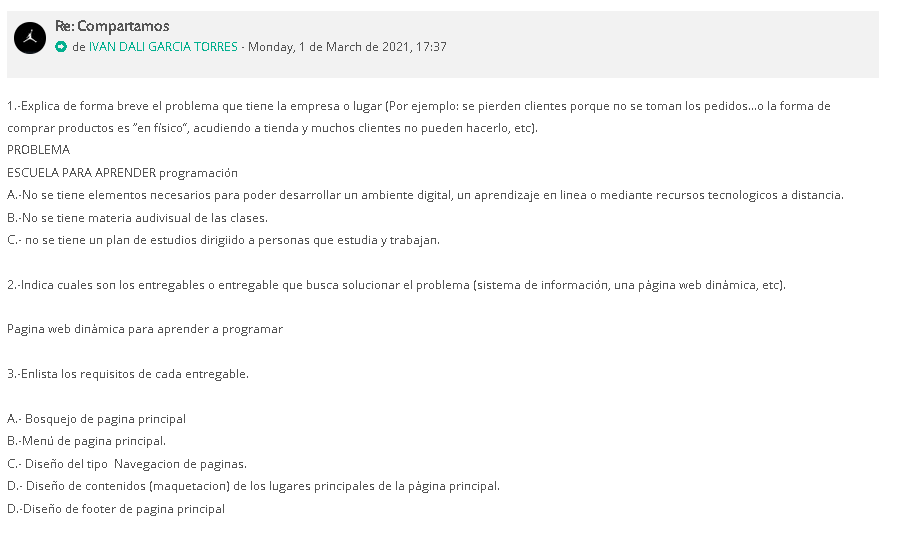 Re: Compartamos
de IVAN DALI GARCIA TORRES - Monday, 1 de March de 2021, 17:37
1.-Explica de forma breve el problema que tiene la empresa o lugar (Por ejemplo: se pierden clientes porque no se toman los pedidos...o la forma de
comprar productos es "en físico", acudiendo a tienda y muchos clientes no pueden hacerlo, etc).
PROBLEMA
ESCUELA PARA APRENDER programación
A.-No se tiene elementos necesarios para poder desarrollar un ambiente digital, un aprendizaje en linea o mediante recursos tecnologicos a distancia.
B.-No se tiene materia audivisual de las clases.
C.- no se tiene un plan de estudios dirigiido a personas que estudia y trabajan.
2.-Indica cuales son los entregables o entregable que busca solucionar el problema (sistema de información, una página web dinámica, etc).
Pagina web dinámica para aprender a programar
3.-Enlista los requisitos de cada entregable.
A.- Bosquejo de pagina principal
B.-Menú de pagina principal.
C.- Diseño del tipo  Navegacion de paginas.
D.- Diseño de contenidos (maquetacion) de los lugares principales de la página principal.
D.-Diseño de footer de pagina principal